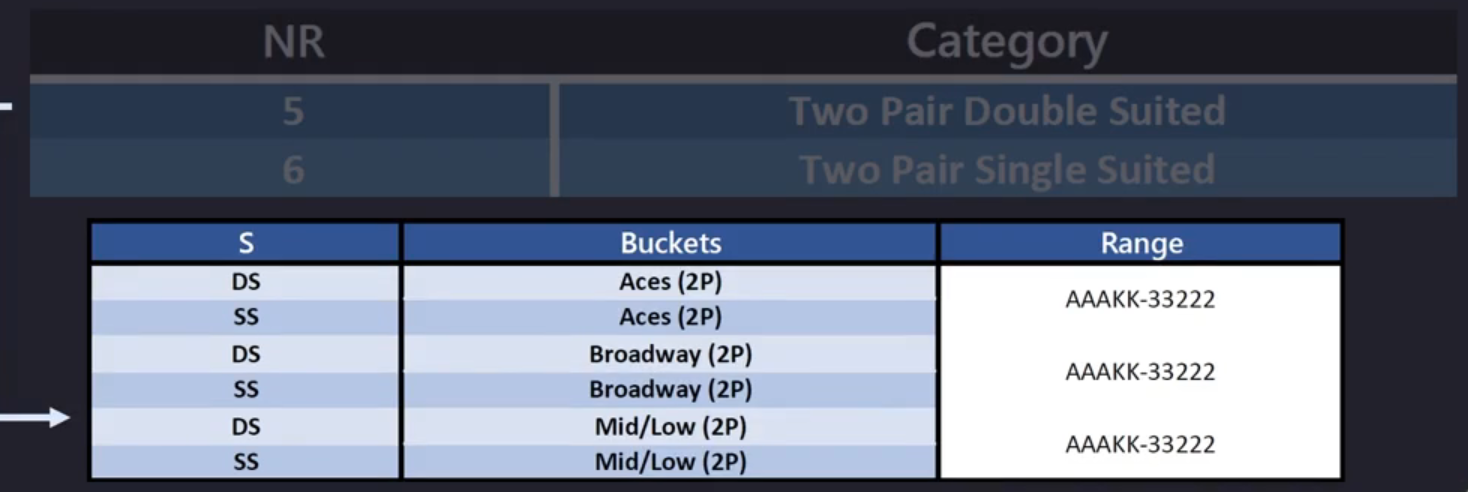 NR Category
5 Two Pair Double Suited
6 Two Pair Single Suited
S Buckets Range
DS Aces (2P)
AAAKK-33222
SS Aces (2P)
DS Broadway (2P)
AAAKK-33222
SS Broadway (2P)
DS Mid/Low (2P)
AAAKK-33222
SS Mid/Low (2P)